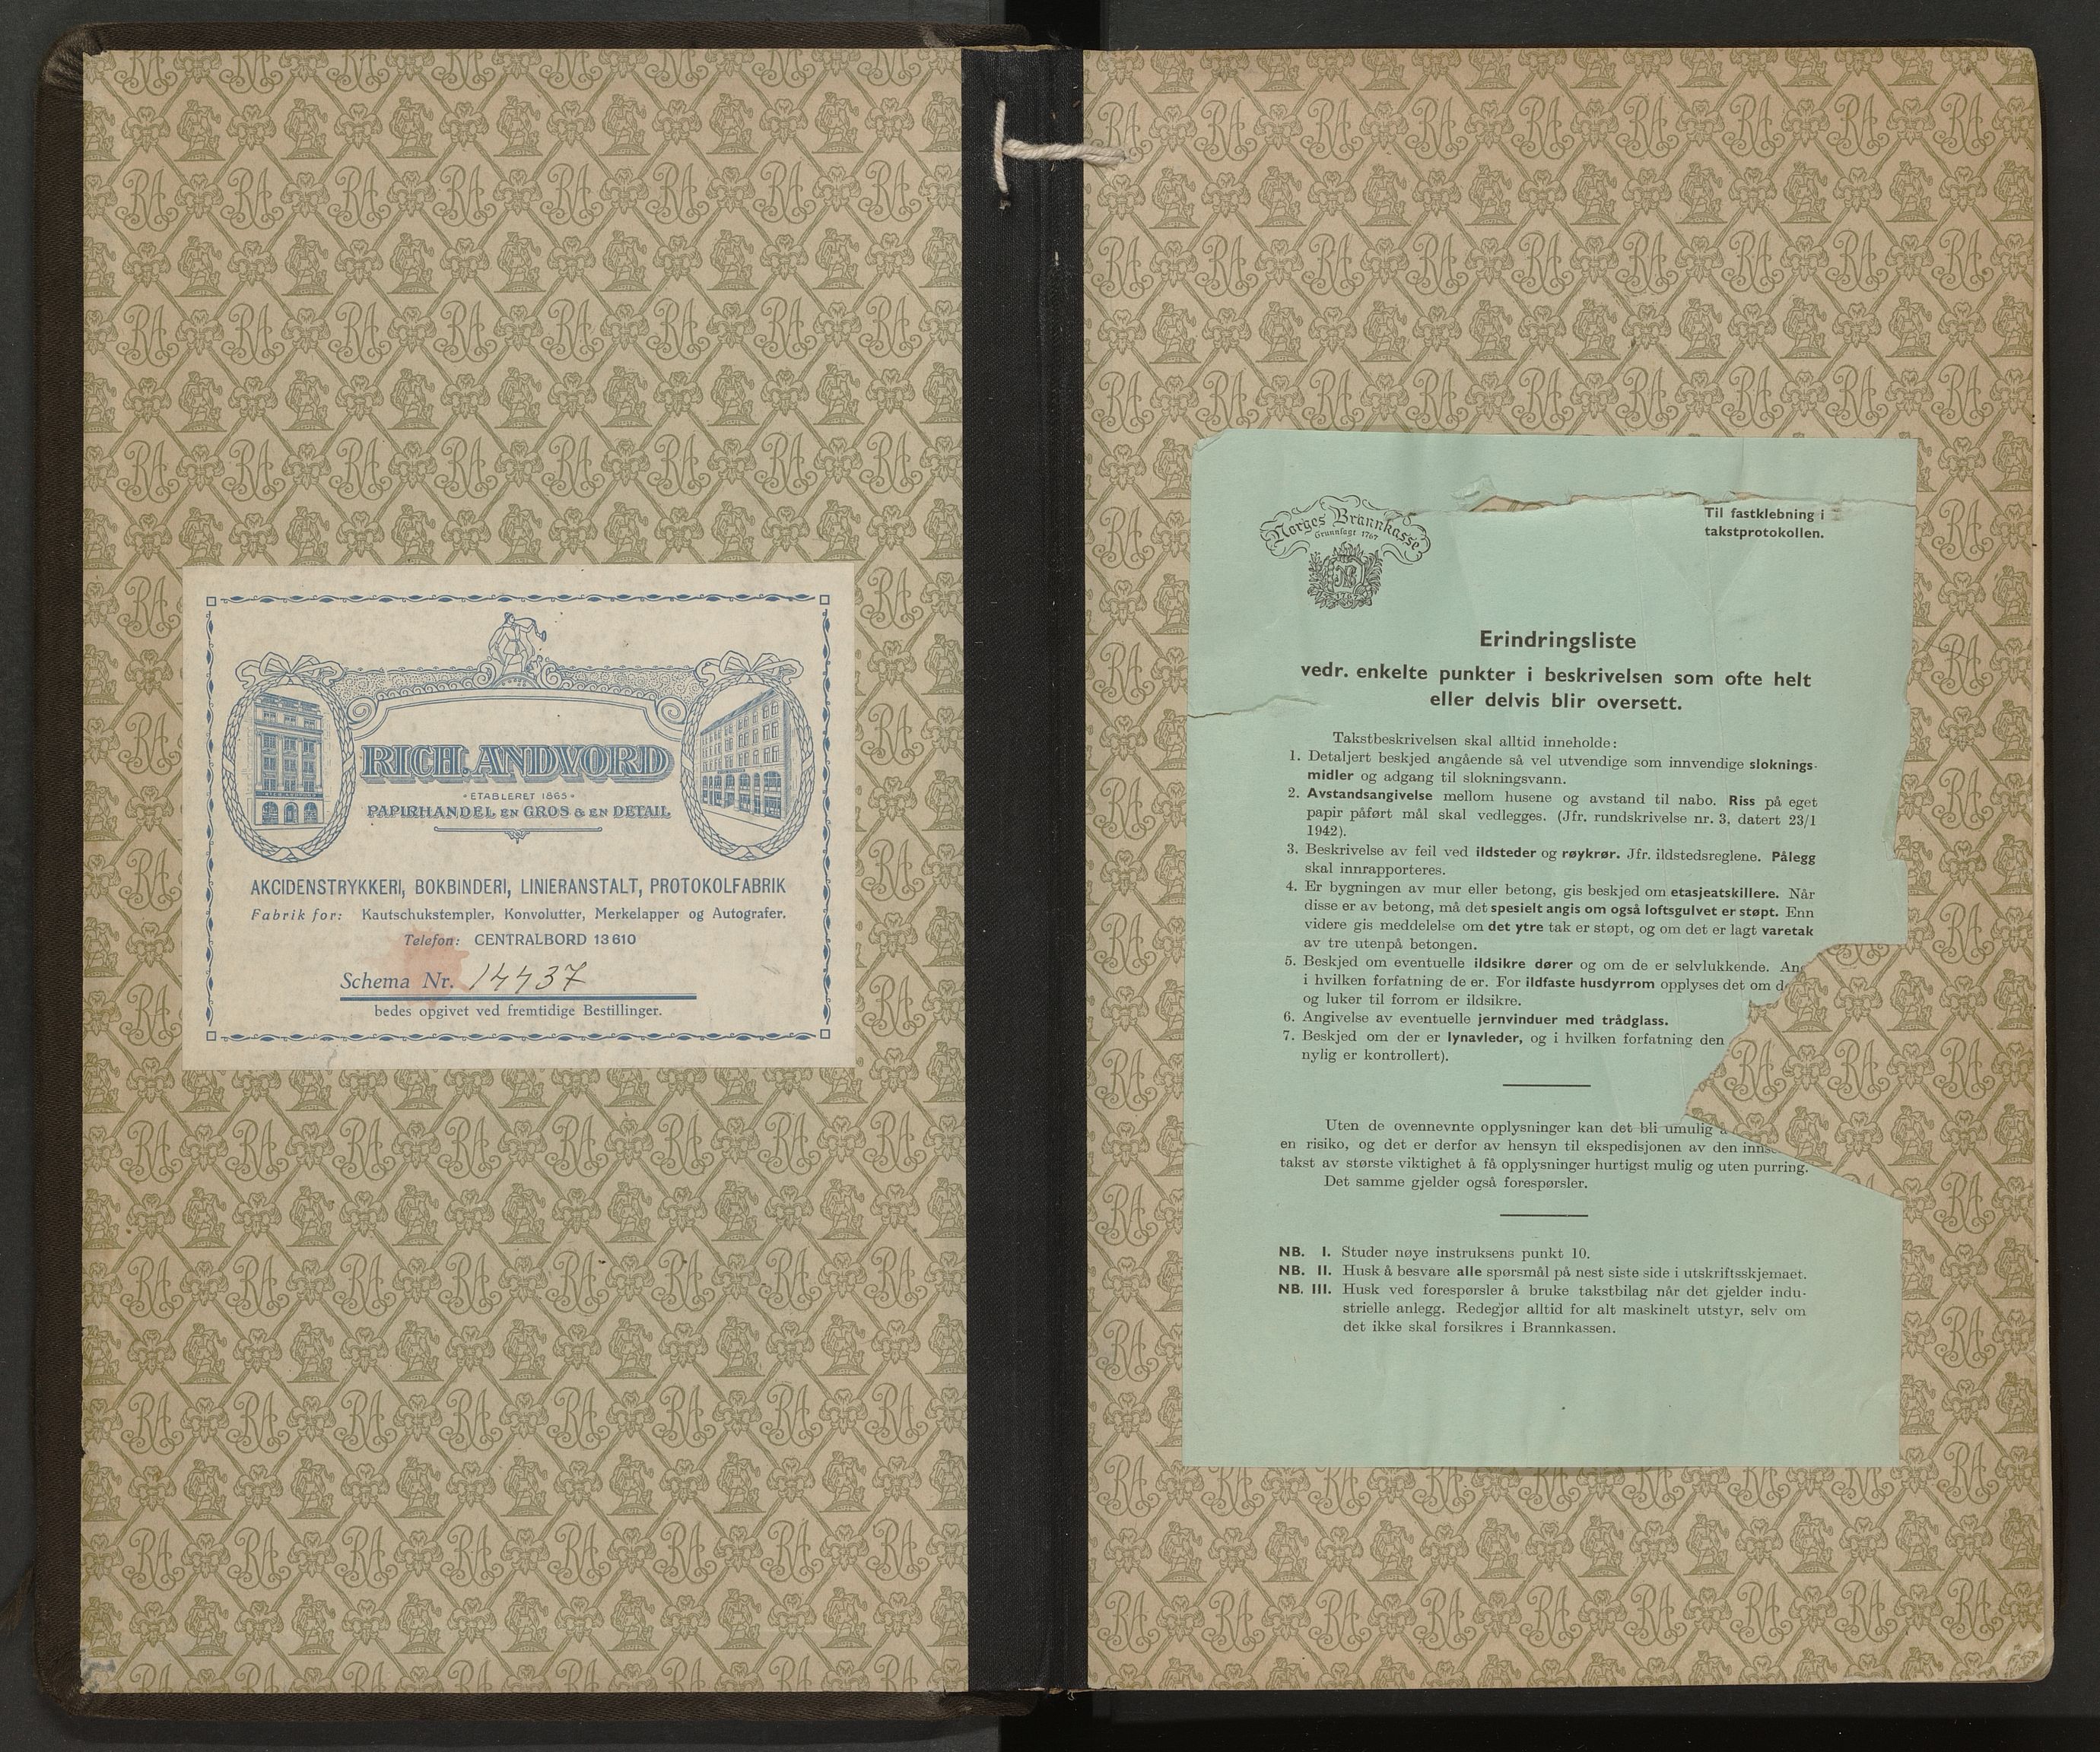 RICH. ANDVORD
ETABLERET 1865
PAPIRHANDEL EN GROS & EN DETAIL
AKCIDENSTRYKKERI, BOKBINDERI, LINIERANSTALT, PROTOKOLFABRIK
Fabrik for: Kautschukstempler, Konvolutter, Merkelapper og Autografer.
Telefon: CENTRALBORD 13610
Schema Nr. 14437
bedes opgivet ved fremtidige Bestillinger.
Norges Brannkasse
Grunnlagt 1767
NB
1767
Til fastklebning i
takstprotokollen.
Erindringsliste
vedr. enkelte punkter i beskrivelsen som ofte helt
eller delvis blir oversett.
Takstbeskrivelsen skal alltid inneholde:
1. Detaljert beskjed angående så vel utvendige som innvendige sloknings-
midler og adgang til slokningsvann.
2. Avstandsangivelse mellom husene og avstand til nabo. Riss på eget
papir påført mål skal vedlegges. (Jfr. rundskrivelse nr. 3, datert 23/1
1942).
3. Beskrivelse av feil ved ildsteder og røykrør. Jfr. ildstedsreglene. Pålegg
skal innrapporteres.
4. Er bygningen av mur eller betong, gis beskjed om etasjeatskillere. Når
disse er av betong, må det spesielt angis om også loftsgulvet er støpt. Enn
videre gis meddelelse om det ytre tak er støpt, og om det er lagt varetak
av tre utenpå betongen.
5. Beskjed om eventuelle ildsikre dører og om de er selvlukkende. An
i hvilken forfatning de er. For ildfaste husdyrrom opplyses det om d
og luker til forrom er ildsikre.
6. Angivelse av eventuelle jernvinduer med trådglass.
7. Beskjed om der er lynavleder, og i hvilken forfatning den
nylig er kontrollert).
Uten de ovennevnte opplysninger kan det bli umulig å
en risiko, og det er derfor av hensyn til ekspedisjonen av den inns
takst av største viktighet å få opplysninger hurtigst mulig og uten purring.
Det samme gjelder også forespørsler.
NB. I. Studer nøye instruksens punkt 10.
NB. II. Husk å besvare alle spørsmål på nest siste side i utskriftsskjemaet.
NB. III. Husk ved forespørsler å bruke takstbilag når det gjelder indu-
strielle anlegg. Redegjør alltid for alt maskinelt utstyr, selv om
det ikke skal forsikres i Brannkassen.